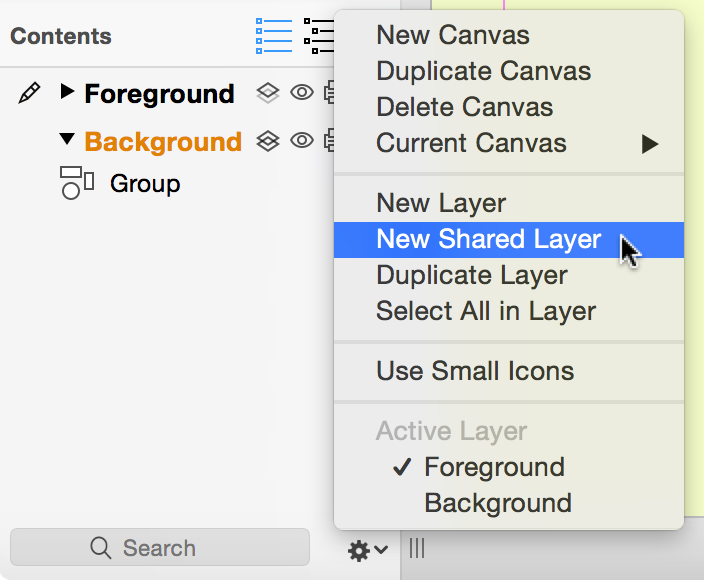 Contents
Foreground
Background
Group
Search
New Canvas
Duplicate Canvas
Delete Canvas
Current Canvas
New Layer
New Shared Layer
Duplicate Layer
Select All in Layer
Use Small Icons
Active Layer
Foreground
Background